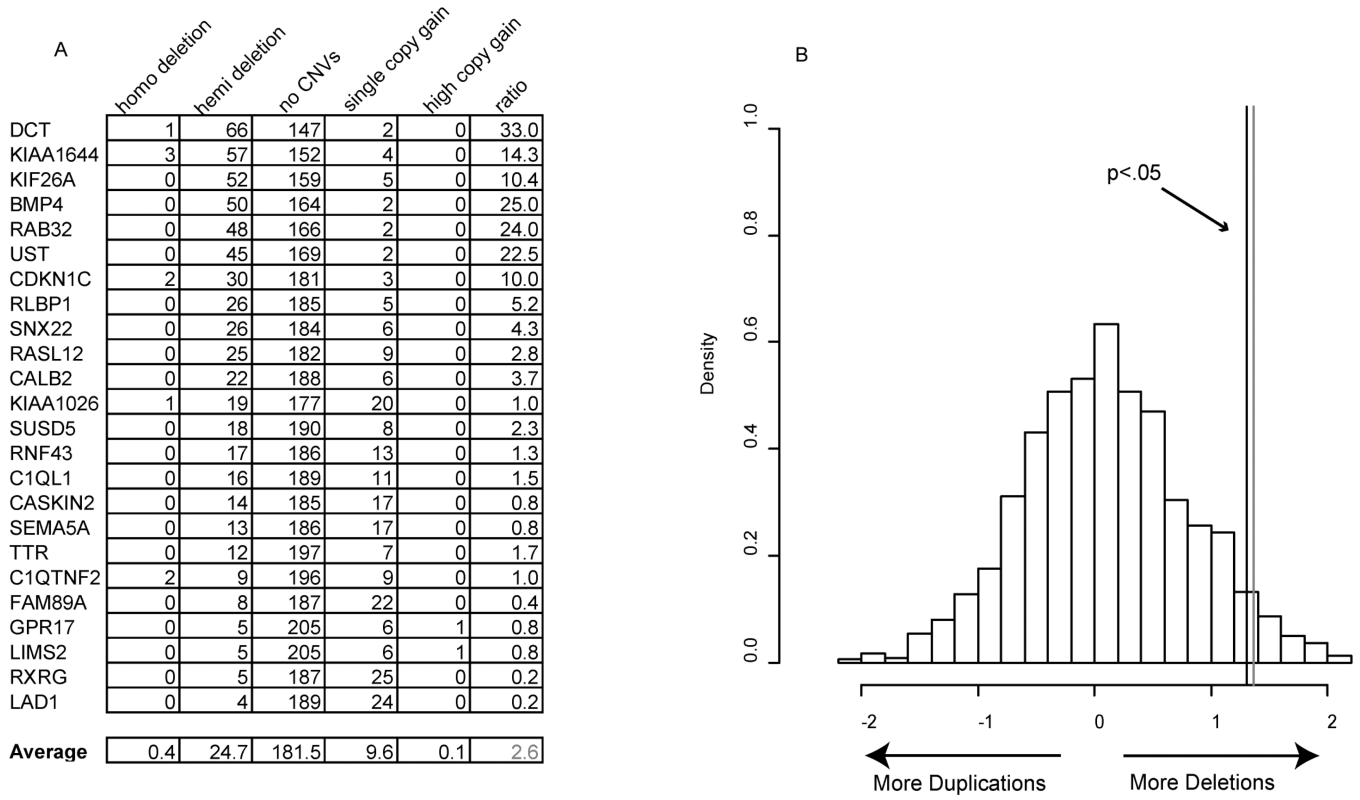 A
homo deletion hemi deletion no CNVs single copy gain high copy gain ratio
DCT 1 66 147 2 0 33.0
KIAA1644 3 57 152 4 0 14.3
KIF26A 0 52 159 5 0 10.4
BMP4 0 50 164 2 0 25.0
RAB32 0 48 166 2 0 24.0
UST 0 45 169 2 0 22.5
CDKN1C 2 30 181 3 0 10.0
RLBP1 0 26 185 5 0 5.2
SNX22 0 26 184 6 0 4.3
RASL12 0 25 182 9 0 2.8
CALB2 0 22 188 6 0 3.7
KIAA1026 1 19 177 20 0 1.0
SUSD5 0 18 190 8 0 2.3
RNF43 0 17 186 13 0 1.3
C1QL1 0 16 189 11 0 1.5
CASKIN2 0 14 185 17 0 0.8
SEMA5A 0 13 186 17 0 0.8
TTR 0 12 197 7 0 1.7
C1QTNF2 2 9 196 9 0 1.0
FAM89A 0 8 187 22 0 0.4
GPR17 0 5 205 6 1 0.8
LIMS2 0 5 205 6 1 0.8
RXRG 0 5 187 25 0 0.2
LAD1 0 4 189 24 0 0.2
Average 0.4 24.7 181.5 9.6 0.1 2.6
B
p<.05
Density
1.0
0.8
0.6
0.4
0.2
0.0
-2 -1 0 1 2
More Duplications More Deletions